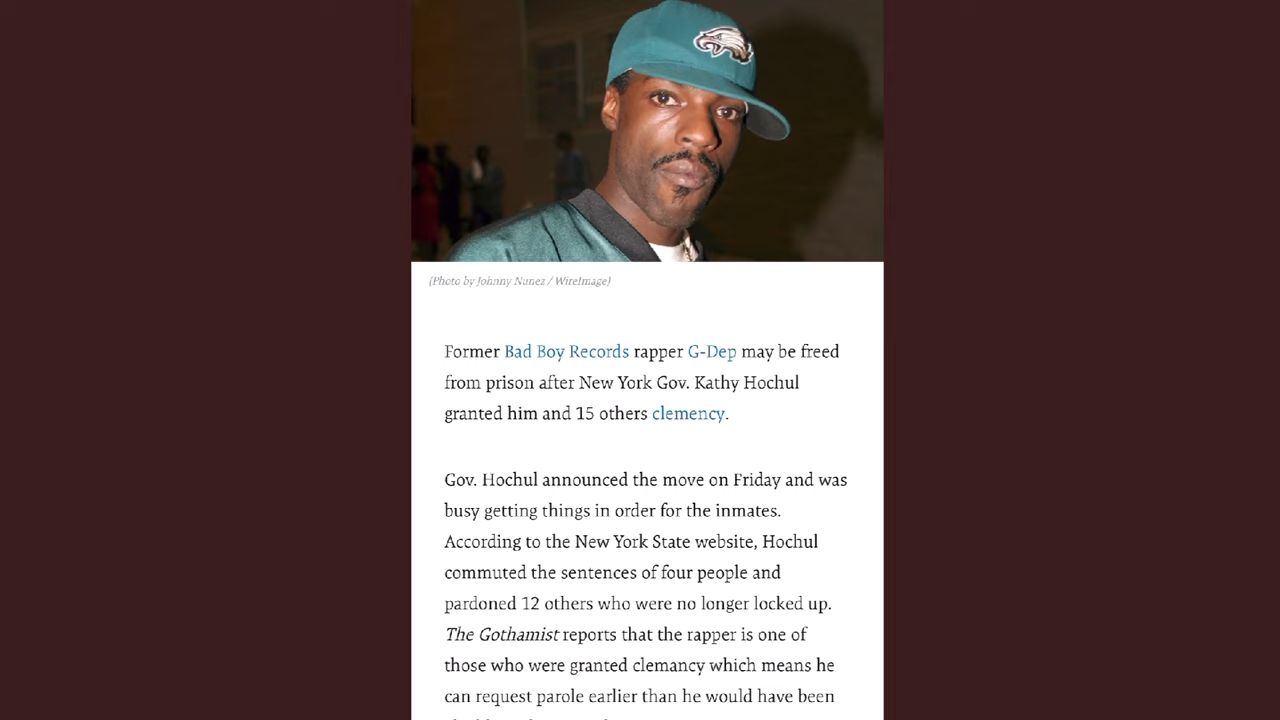 (Photo by Johnny Nunez / WireImage)
Former Bad Boy Records rapper G-Dep may be freed
from prison after New York Gov. Kathy Hochul
granted him and 15 others clemency.
Gov. Hochul announced the move on Friday and was
busy getting things in order for the inmates.
According to the New York State website, Hochul
commuted the sentences of four people and
pardoned 12 others who were no longer locked up.
The Gothamist reports that the rapper is one of
those who were granted clemancy which means he
can request parole earlier than he would have been